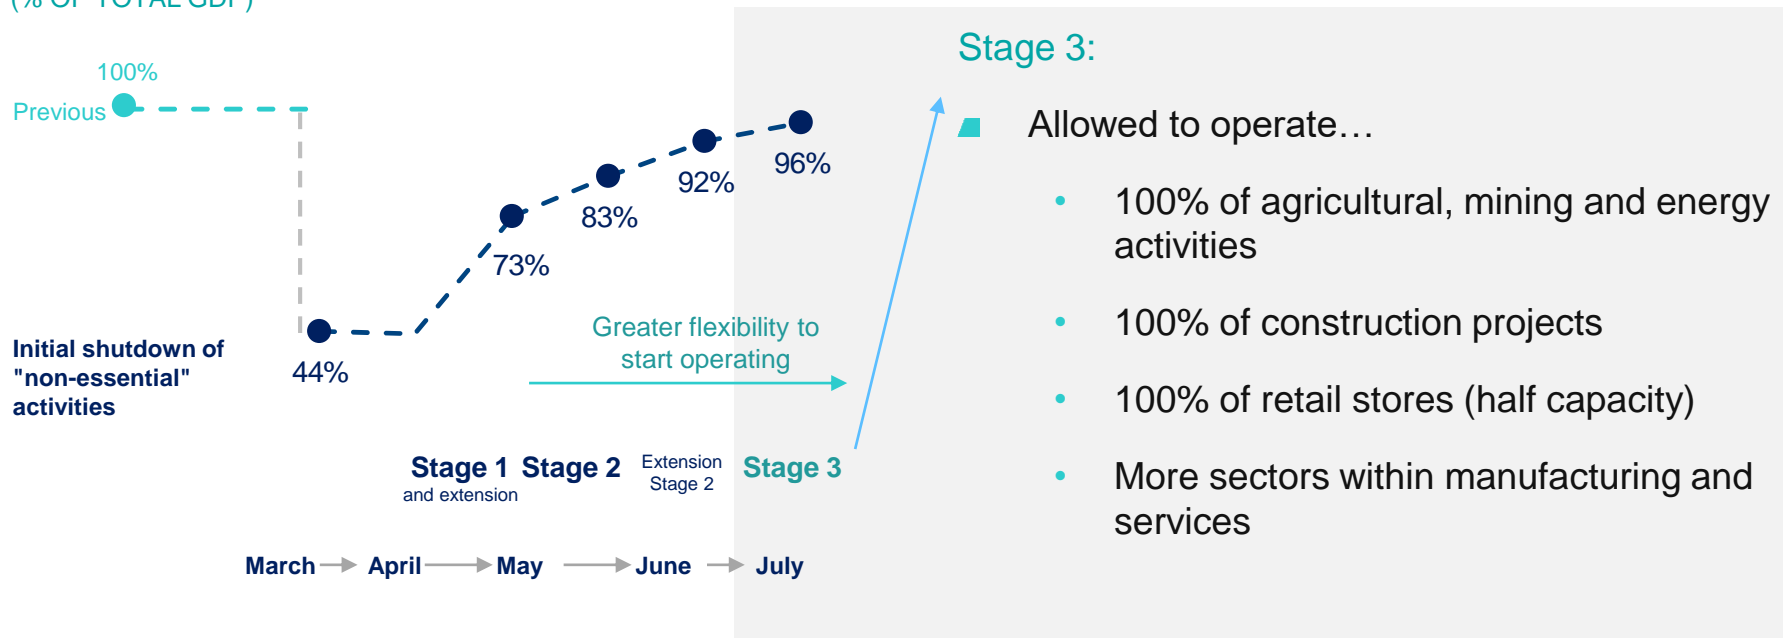 (% OF TOTAL GDP)
100%
Previous
44%
73%
83%
92%
96%
Initial shutdown of
"non-essential"
activities
Greater flexibility to
start operating
Stage 1
and extension
Stage 2
Extension
Stage 2
Stage 3
March
April
May
June
July
Stage 3:
Allowed to operate…
• 100% of agricultural, mining and energy
activities
• 100% of construction projects
• 100% of retail stores (half capacity)
• More sectors within manufacturing and
services